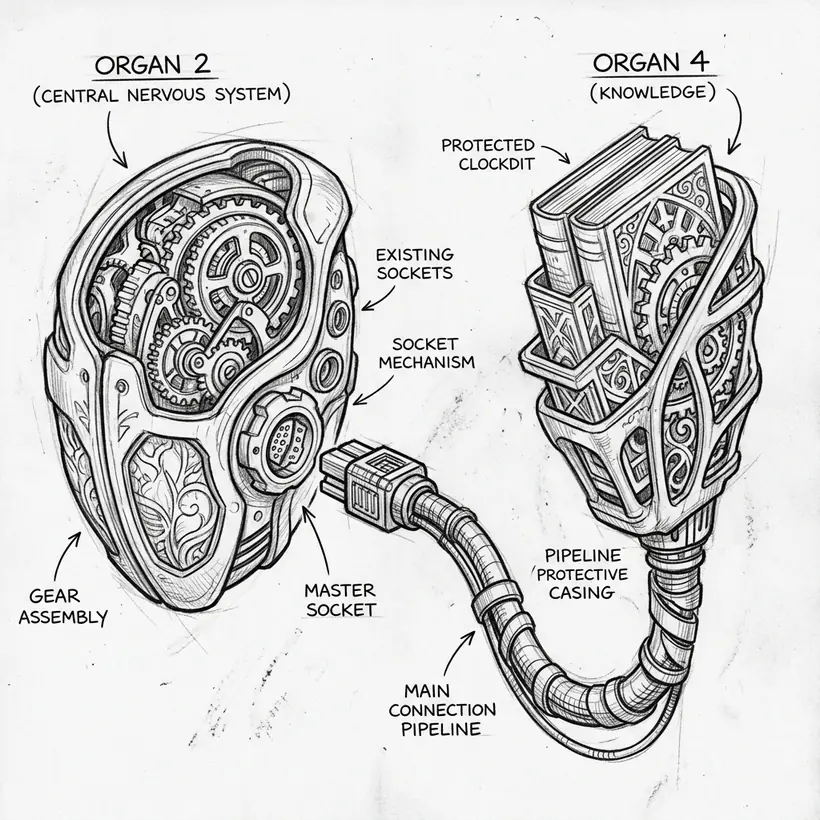 ORGAN 2
(CENTRAL NERVOUS SYSTEM)
ORGAN 4
(KNOWLEDGE)
PROTECTED
CLOCKDIT
EXISTING
SOCKETS
SOCKET
MECHANISM
GEAR
ASSEMBLY
MASTER
SOCKET
PIPELINE
'PROTECTIVE
CASING
MAIN
CONNECTION
PIPELINE